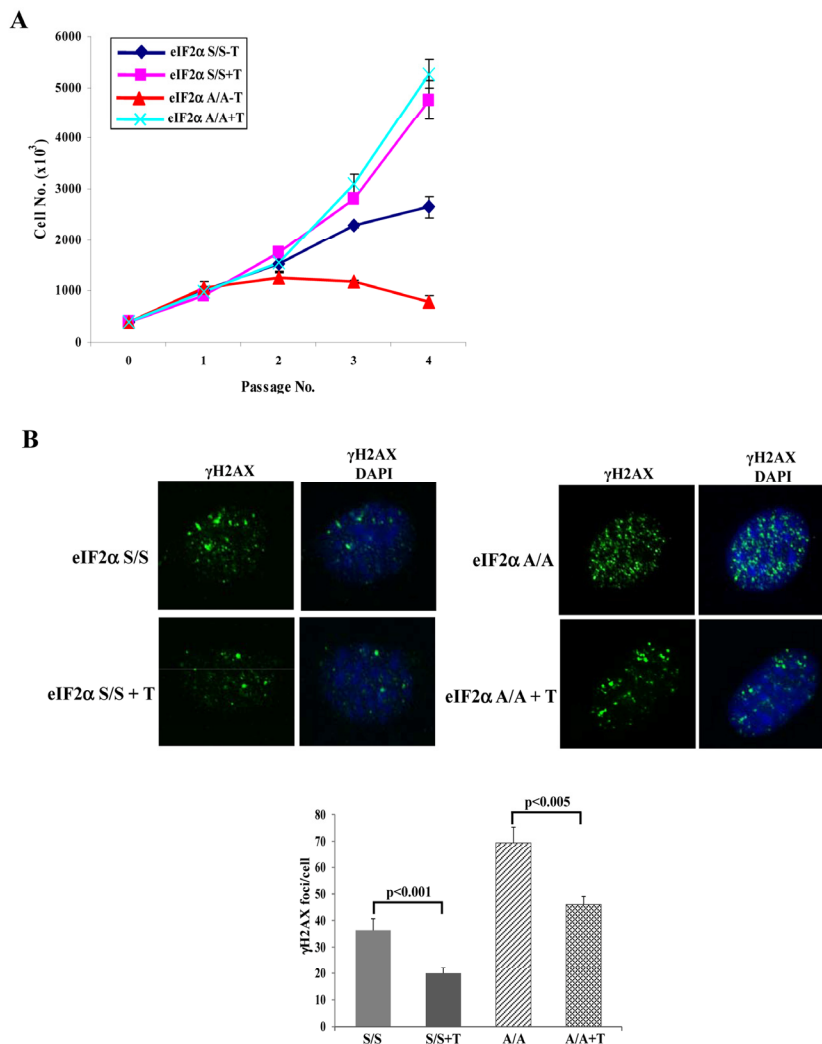 A
6000
5000
4000
3000
2000
1000
0
Cell No. (x10³)
eIF2α S/S-T
eIF2α S/S+T
eIF2α A/A-T
eIF2α A/A+T
0 1 2 3 4
Passage No.
B
γH2AX
γH2AX
DAPI
γH2AX
γH2AX
DAPI
eIF2α S/S
eIF2α A/A
eIF2α S/S + T
eIF2α A/A + T
γH2AX foci/cell
80
70
60
50
40
30
20
10
0
p<0.001
p<0.005
S/S S/S+T A/A A/A+T